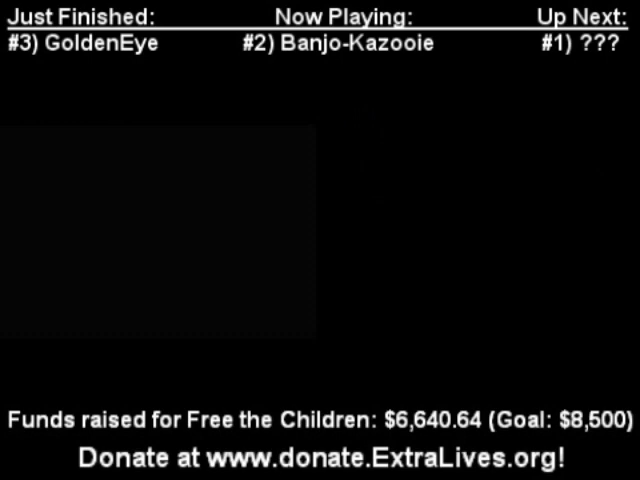 Just Finished: Now Playing: Up Next:
#3) GoldenEye #2) Banjo-Kazooie #1) ???
Funds raised for Free the Children: $6,640.64 (Goal: $8,500)
Donate at www.donate.ExtraLives.org!